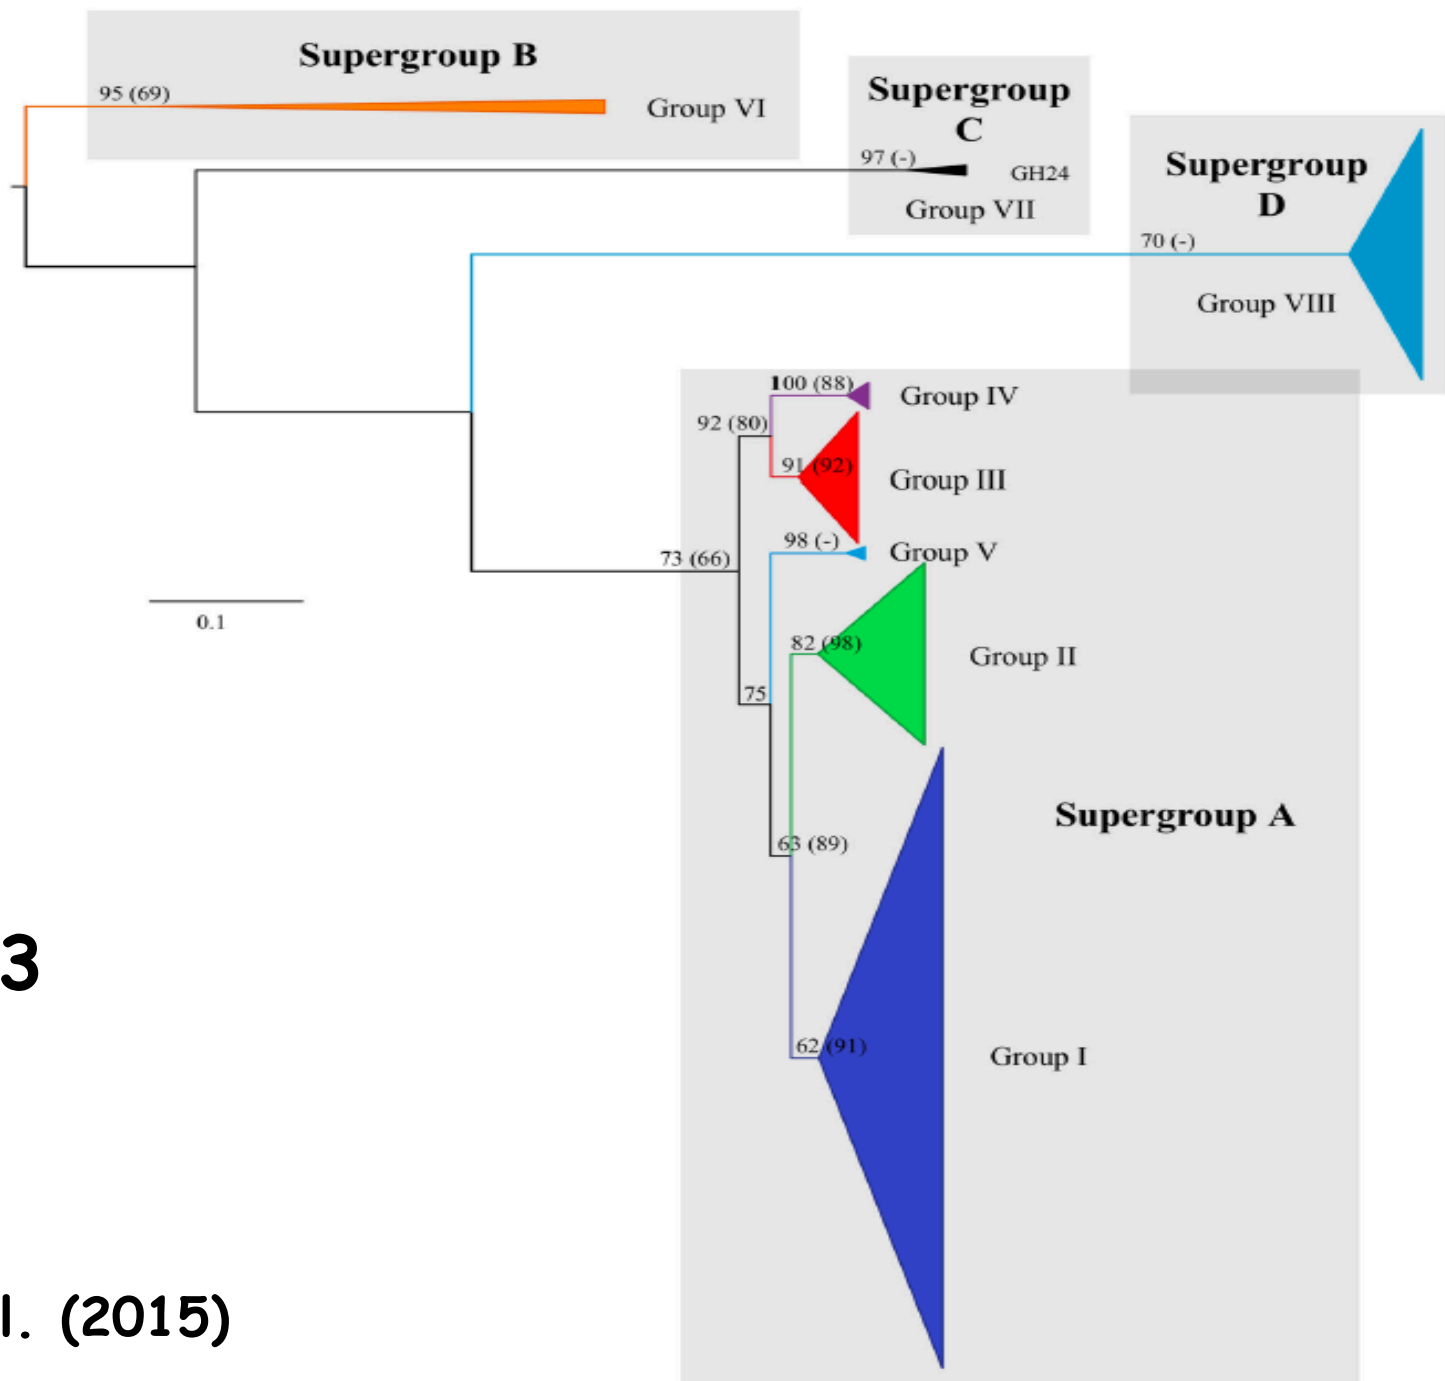 Supergroup B
95 (69)
Group VI
Supergroup
C
97 (-)
GH24
Group VII
Supergroup
D
70 (-)
Group VIII
100 (88)
Group IV
92 (80)
91 (92)
Group III
98 (-)
Group V
73 (66)
0.1
82 (98)
Group II
75
Supergroup A
63 (89)
3
62 (91)
Group I
l. (2015)